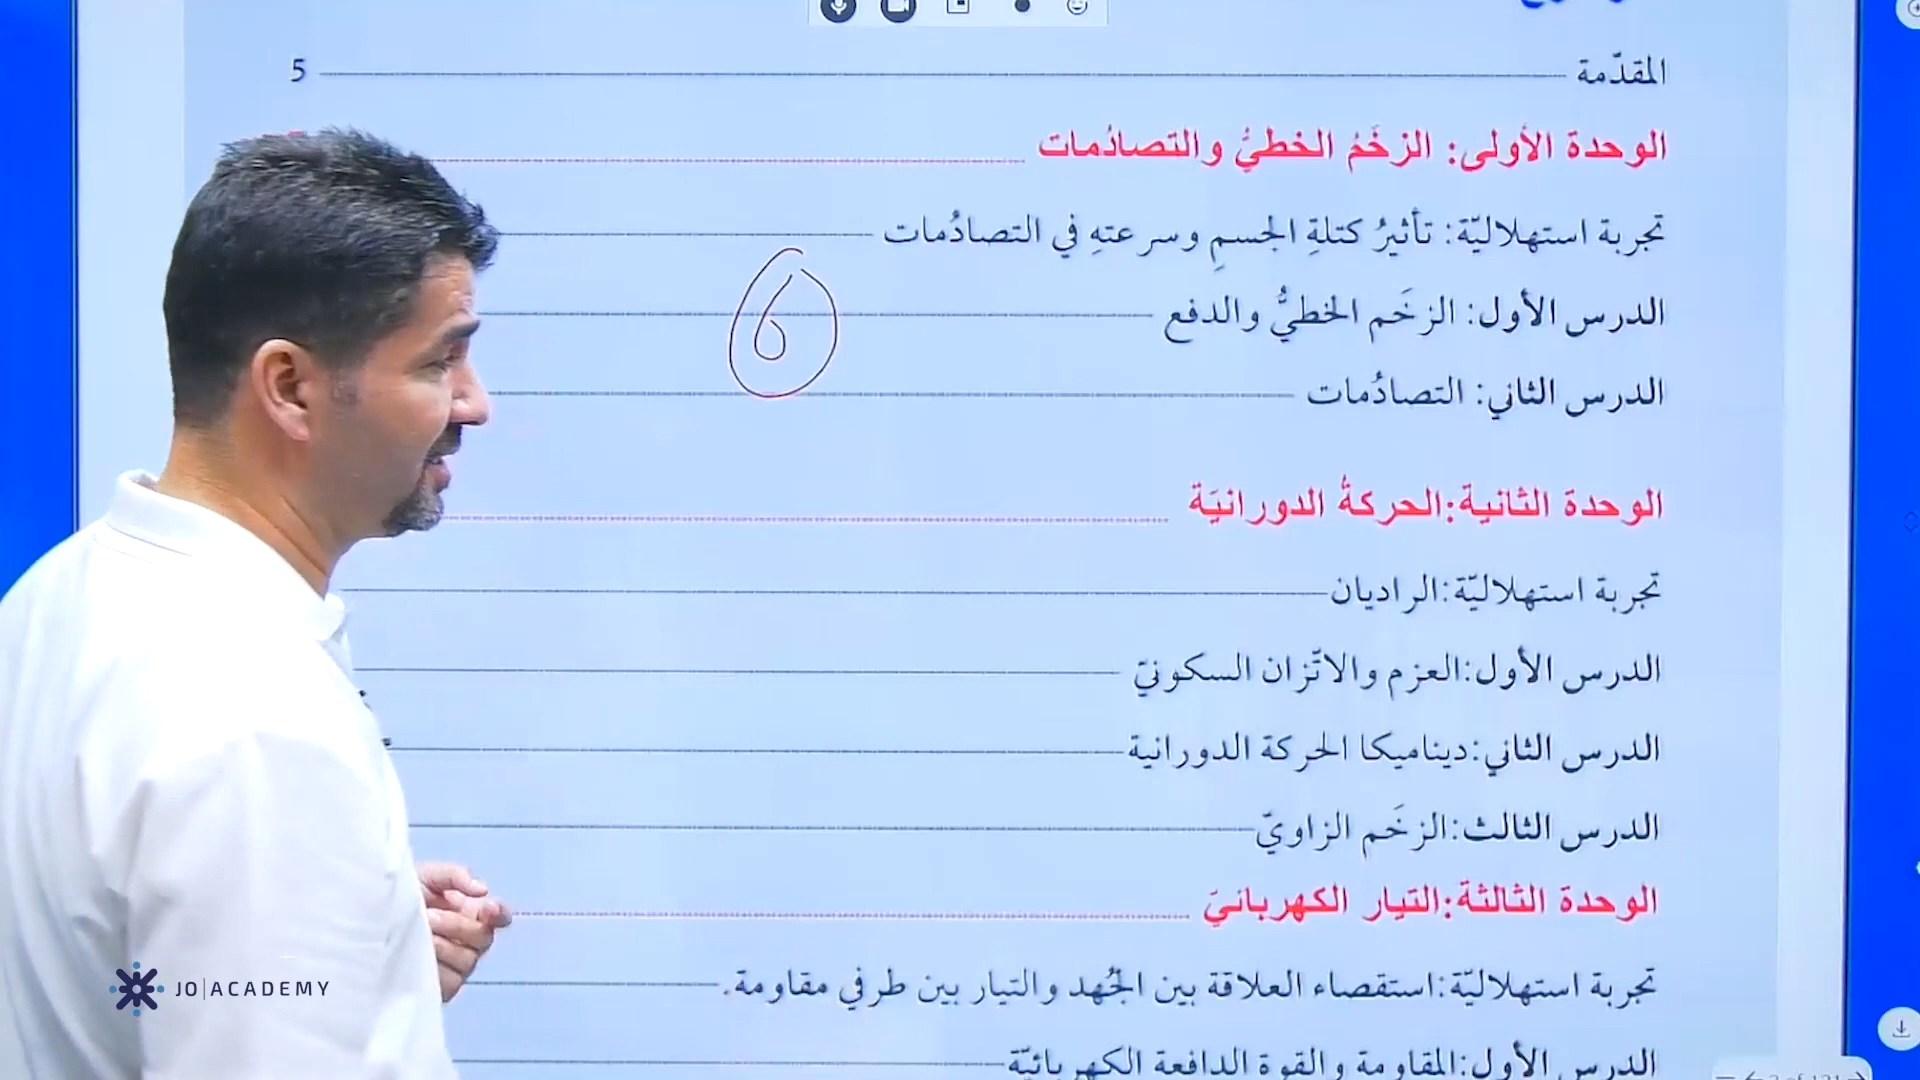 المقدّمة 5
الوحدة الأولى: الزخَمُ الخطيُّ والتصادُمات
تجربة استهلاليّة: تأثيرُ كتلةِ الجسمِ وسرعتهِ في التصادُمات
6
الدرس الأول: الزخَم الخطيُّ والدفع
الدرس الثاني: التصادُمات
الوحدة الثانية:الحركةُ الدورانيَة
تجربة استهلاليّة:الراديان
الدرس الأول:العزم والاتّزان السكونيّ
الدرس الثاني:ديناميكا الحركة الدورانية
الدرس الثالث:الزخَم الزاويّ
الوحدة الثالثة:التيار الكهربائيَ
تجربة استهلاليّة:استقصاء العلاقة بين الجُهد والتيار بين طرفي مقاومة.
الدرس الأول:المقاومة والقوة الدافعة الكهربائيّة
JO|ACADEMY